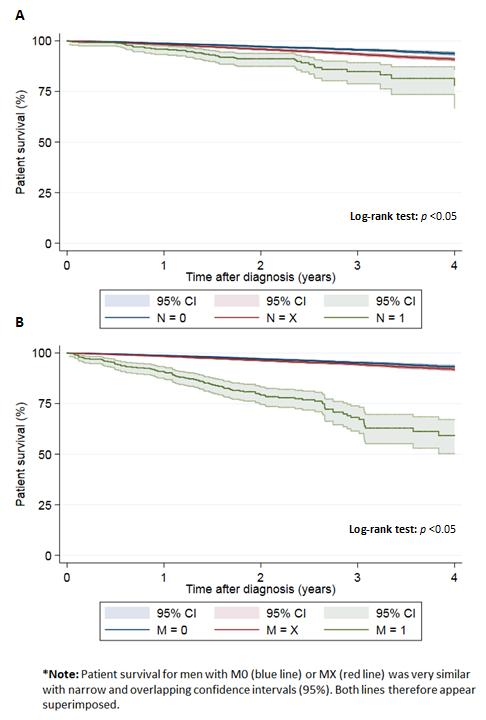 A
100
75
50
25
0
Patient survival (%)
Log-rank test: p <0.05
0 1 2 3 4
Time after diagnosis (years)
95% CI 95% CI 95% CI
N = 0 N = X N = 1
B
100
75
50
25
0
Patient survival (%)
Log-rank test: p <0.05
0 1 2 3 4
Time after diagnosis (years)
95% CI 95% CI 95% CI
M = 0 M = X M = 1
*Note: Patient survival for men with M0 (blue line) or MX (red line) was very similar
with narrow and overlapping confidence intervals (95%). Both lines therefore appear
superimposed.